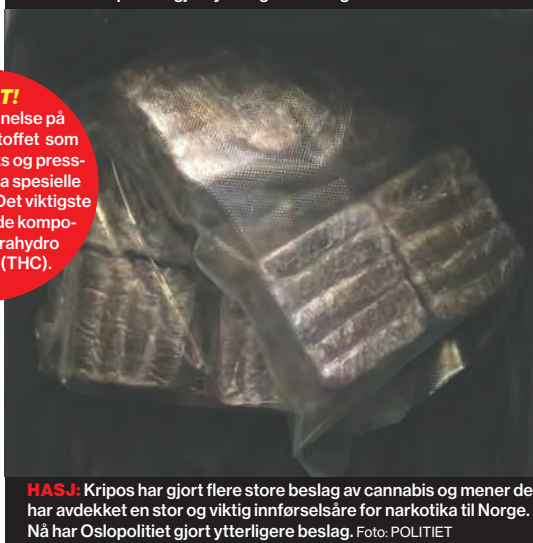 T!
nelse på
toffet som
s og press-
a spesielle
Det viktigste
de kompo-
rahydro
(THC).
HASJ: Kripos har gjort flere store beslag av cannabis og mener de
har avdekket en stor og viktig innførselsåre for narkotika til Norge.
Nå har Oslopolitiet gjort ytterligere beslag. Foto: POLITIET